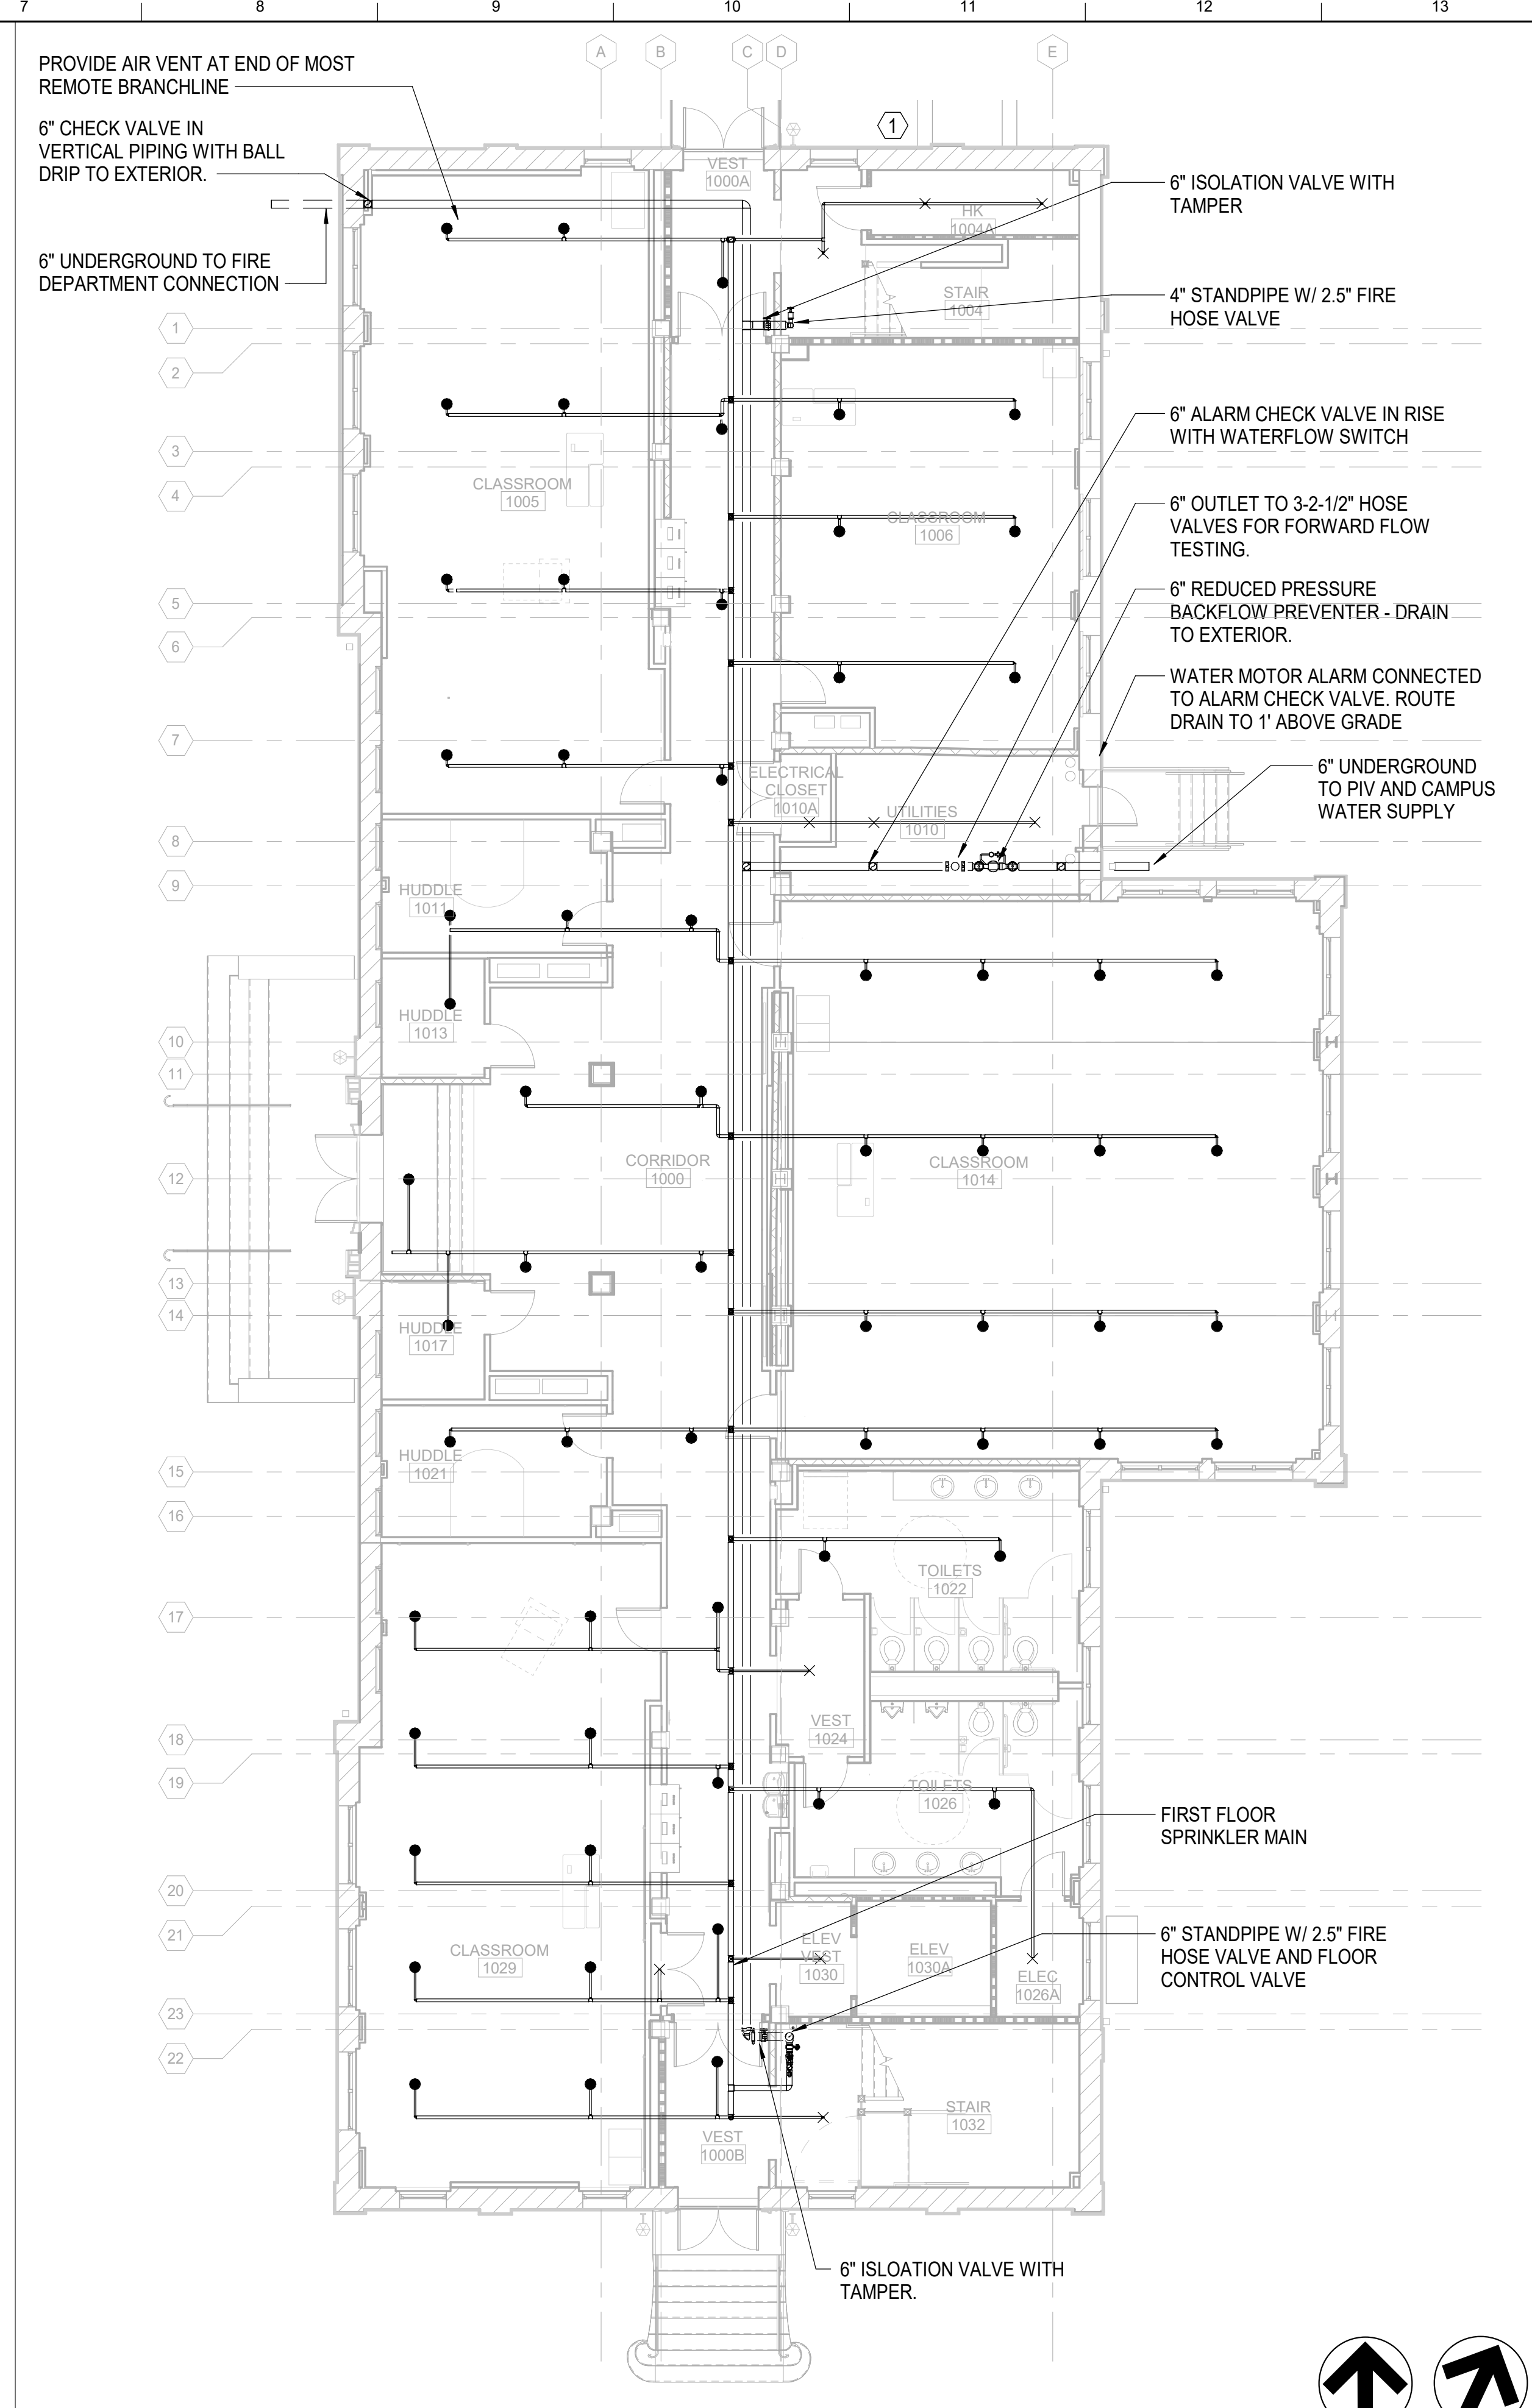 7 8 9 10 11 12 13
A B C D E
PROVIDE AIR VENT AT END OF MOST
REMOTE BRANCHLINE
6" CHECK VALVE IN
VERTICAL PIPING WITH BALL
DRIP TO EXTERIOR.
6" UNDERGROUND TO FIRE
DEPARTMENT CONNECTION
1
VEST
1000A
HK
1004A
6" ISOLATION VALVE WITH
TAMPER
STAIR
1004
4" STANDPIPE W/ 2.5" FIRE
HOSE VALVE
1
2
3
4
5
6
7
8
9
10
11
12
13
14
15
16
17
18
19
20
21
23
22
6" ALARM CHECK VALVE IN RISE
WITH WATERFLOW SWITCH
CLASSROOM
1005
CLASSROOM
1006
6" OUTLET TO 3-2-1/2" HOSE
VALVES FOR FORWARD FLOW
TESTING.
6" REDUCED PRESSURE
BACKFLOW PREVENTER - DRAIN
TO EXTERIOR.
WATER MOTOR ALARM CONNECTED
TO ALARM CHECK VALVE. ROUTE
DRAIN TO 1' ABOVE GRADE
6" UNDERGROUND
TO PIV AND CAMPUS
WATER SUPPLY
ELECTRICAL
CLOSET
1010A
UTILITIES
1010
HUDDLE
1011
HUDDLE
1013
CORRIDOR
1000
CLASSROOM
1014
HUDDLE
1017
HUDDLE
1021
TOILETS
1022
VEST
1024
TOILETS
1026
FIRST FLOOR
SPRINKLER MAIN
6" STANDPIPE W/ 2.5" FIRE
HOSE VALVE AND FLOOR
CONTROL VALVE
CLASSROOM
1029
ELEV
VEST
1030
ELEV
1030A
ELEC
1026A
STAIR
1032
VEST
1000B
6" ISLOATION VALVE WITH
TAMPER.